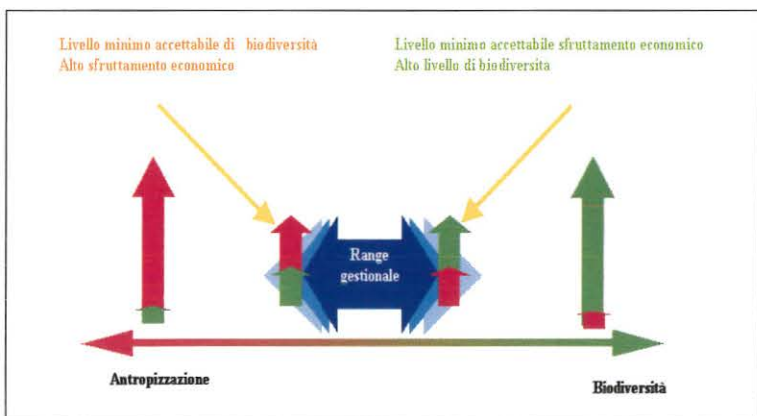 Livello minimo accettabile di biodiversità
Alto sfruttamento economico
Livello minimo accettabile sfruttamento economico
Alto livello di biodiversita
Range
gestionale
Antropizzazione
Biodiversità